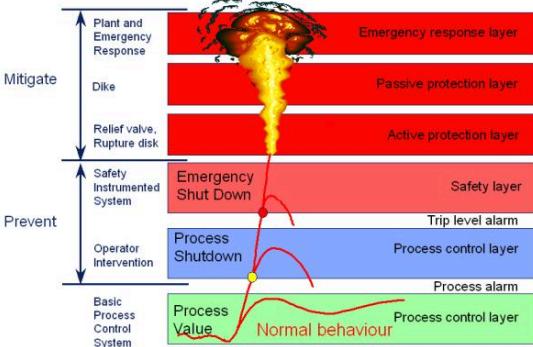 Plant and
Emergency
Response
Emergency response layer
Mitigate
Dike
Passive protection layer
Relief valve,
Rupture disk
Active protection layer
Safety
Instrumented
System
Emergency
Shut Down
Safety layer
Trip level alarm
Prevent
Operator
Intervention
Process
Shutdown
Process control layer
Process alarm
Basic
Process
Control
System
Process
Value
Normal behaviour
Process control layer